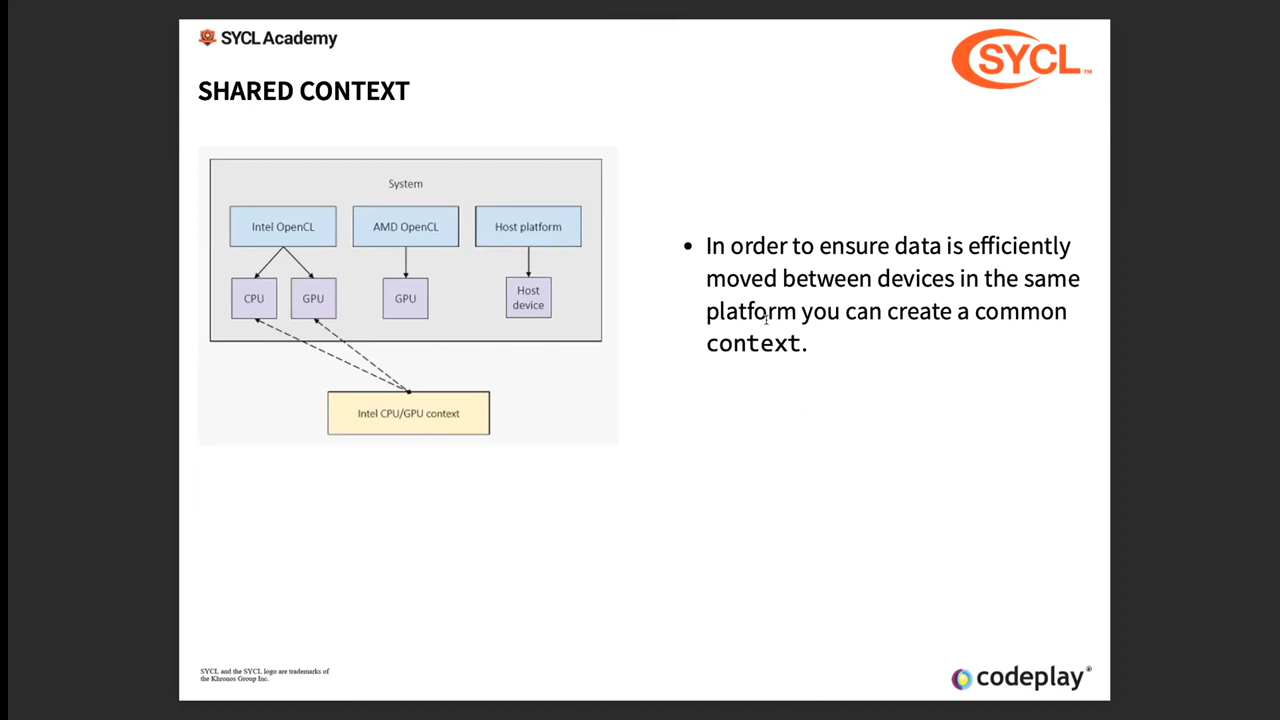 SYCL Academy
SYCL™
SHARED CONTEXT
System
Intel OpenCL
AMD OpenCL
Host platform
CPU
GPU
GPU
Host
device
Intel CPU/GPU context
• In order to ensure data is efficiently
moved between devices in the same
platform you can create a common
context.
SYCL and the SYCL logo are trademarks of
the Khronos Group Inc.
codeplay®